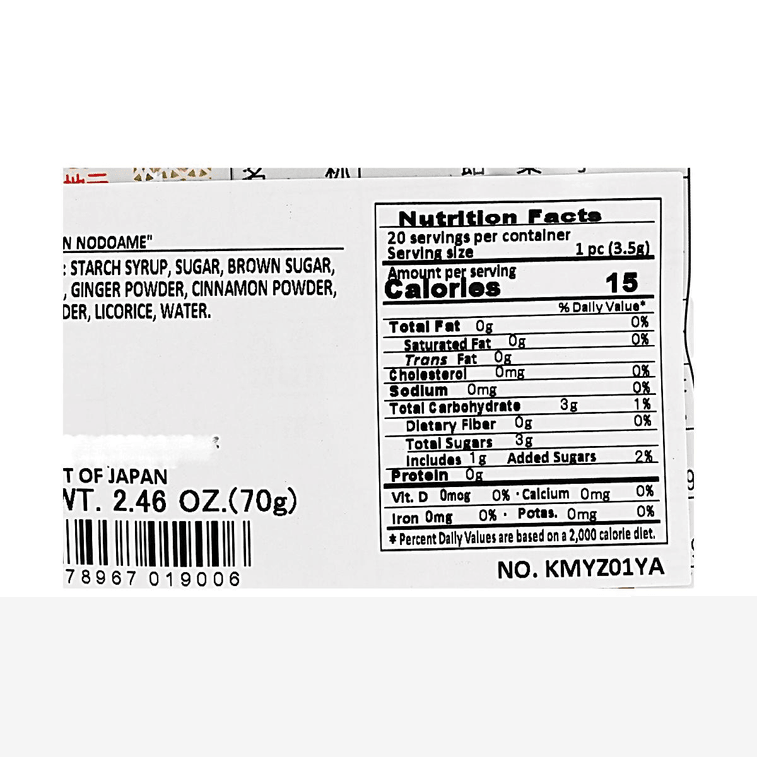 N NODOAME"
: STARCH SYRUP, SUGAR, BROWN SUGAR,
, GINGER POWDER, CINNAMON POWDER,
DER, LICORICE, WATER.
T OF JAPAN
WT. 2.46 OZ.(70g)
78967 019006
Nutrition Facts
20 servings per container
Serving size 1 pc (3.5g)
Amount per serving
Calories 15
% Daily Value*
Total Fat 0g 0%
Saturated Fat 0g 0%
Trans Fat 0g
Cholesterol 0mg 0%
Sodium 0mg 0%
Total Carbohydrate 3g 1%
Dietary Fiber 0g 0%
Total Sugars 3g
Includes 1g Added Sugars 2%
Protein 0g
Vit. D 0mcg 0% · Calcium 0mg 0%
Iron 0mg 0% · Potas. 0mg 0%
* Percent Daily Values are based on a 2,000 calorie diet.
NO. KMYZ01YA